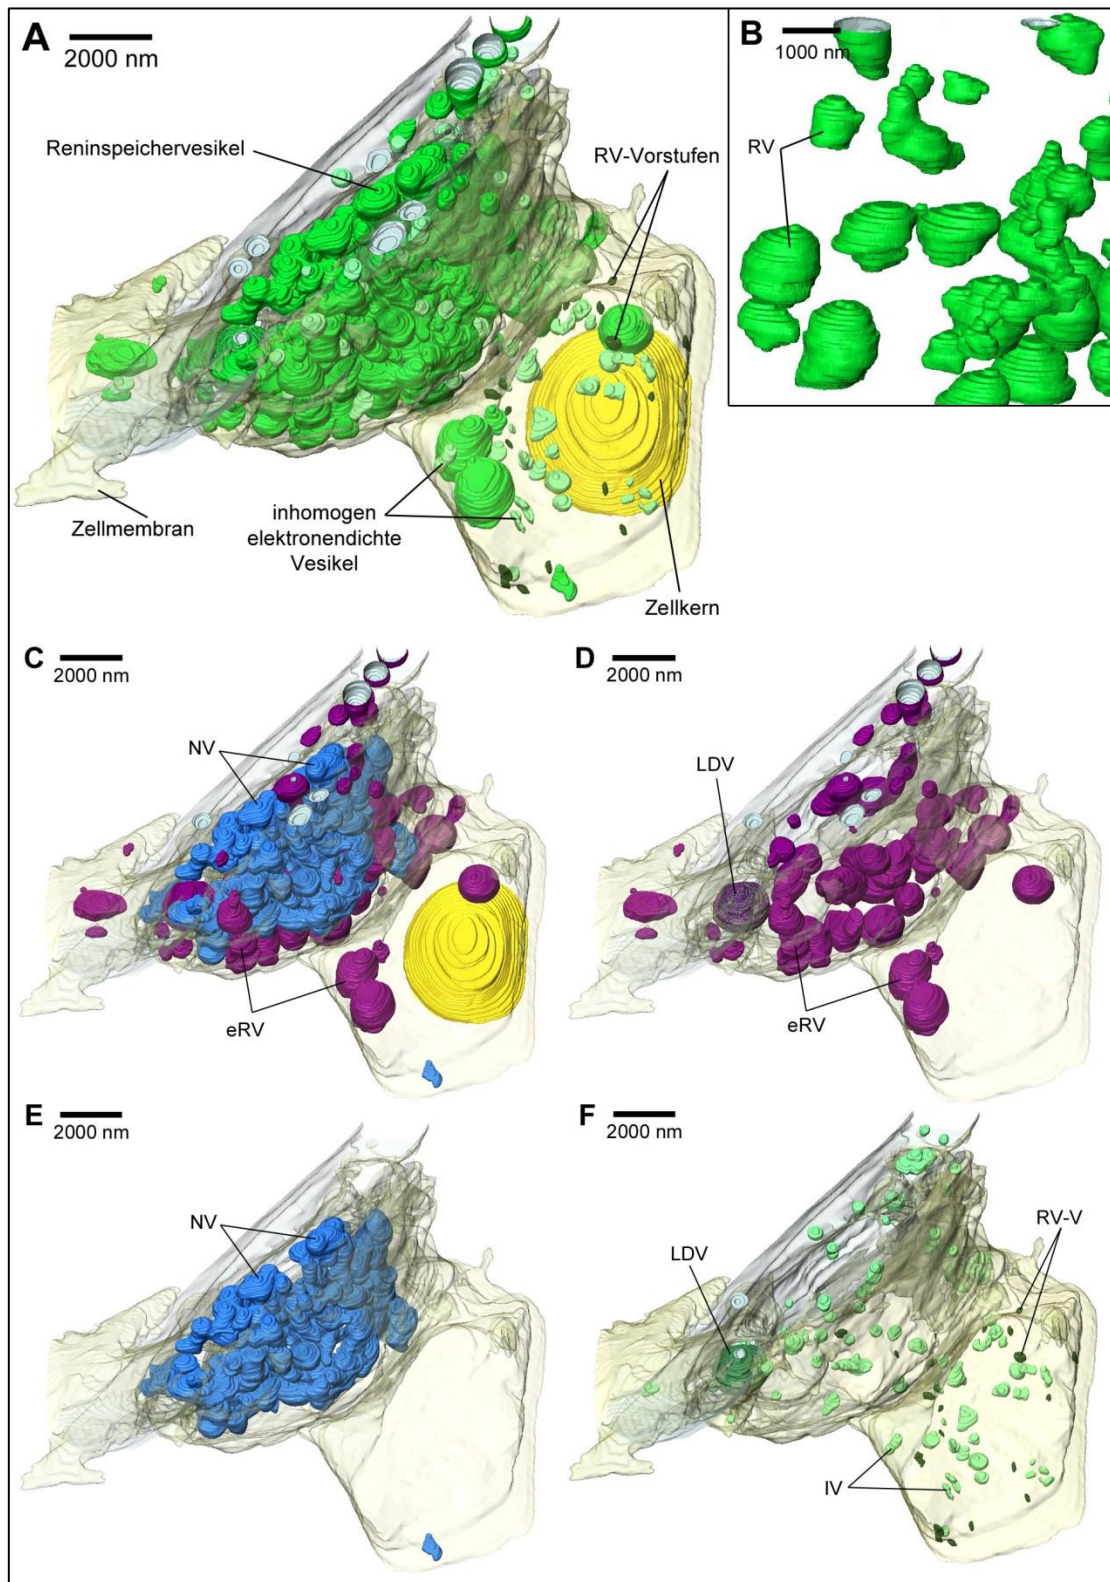 A
2000 nm
Reninspeichervesikel
RV-Vorstufen
Zellmembran
inhomogen
elektronendichte
Vesikel
Zellkern
B
1000 nm
RV
C
2000 nm
NV
eRV
D
2000 nm
LDV
eRV
E
2000 nm
NV
F
2000 nm
RV-V
LDV
IV